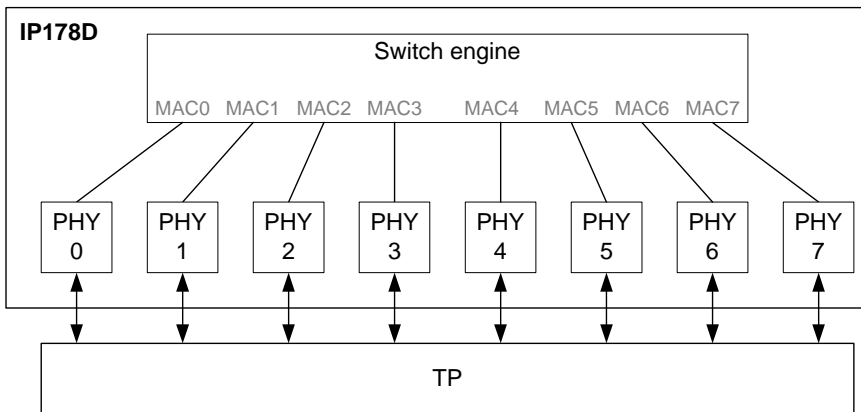 IP178D
Switch engine
MAC0 MAC1 MAC2 MAC3 MAC4 MAC5 MAC6 MAC7
PHY PHY PHY PHY PHY PHY PHY PHY
0 1 2 3 4 5 6 7
TP